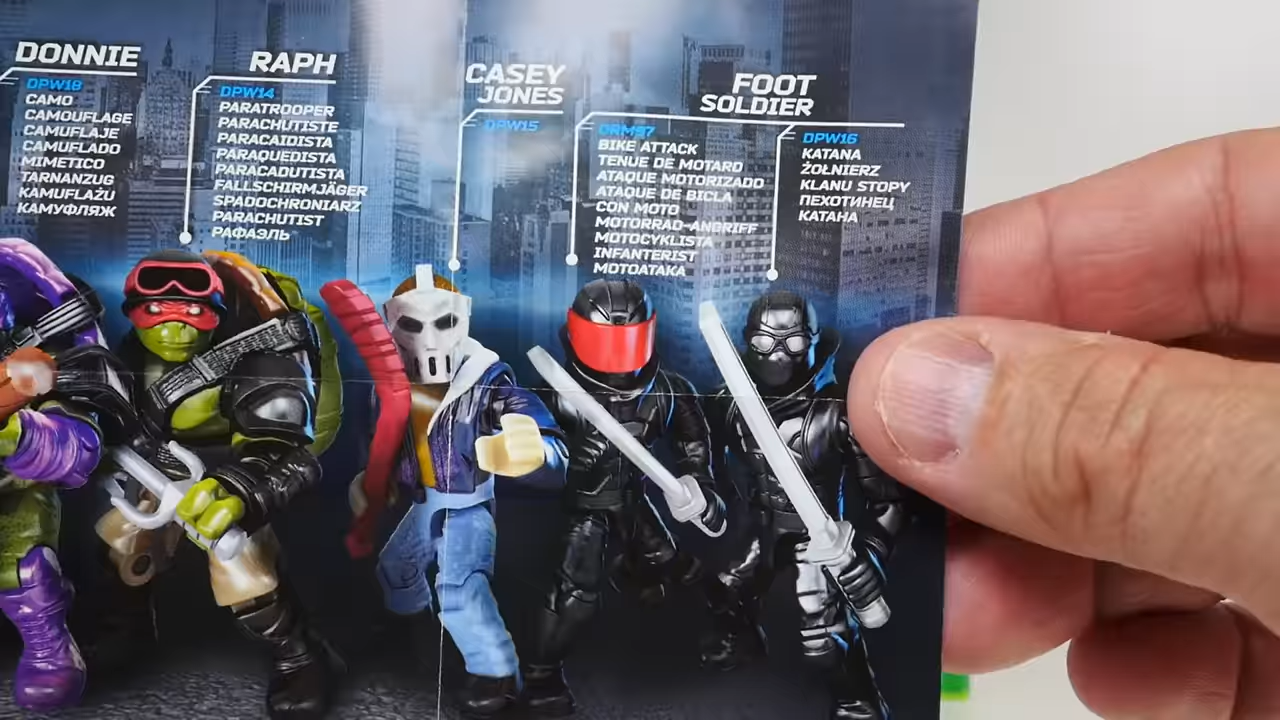 DONNIE
DPW18
CAMO
CAMOUFLAGE
CAMUFLAJE
CAMUFLADO
MIMETICO
TARNANZUG
KAMUFLAŻU
КАМУФЛЯЖ
RAPH
DPW14
PARATROOPER
PARACHUTISTE
PARACAIDISTA
PARAQUEDISTA
PARACADUTISTA
FALLSCHIRMJÄGER
SPADOCHRONIARZ
PARACHUTIST
РАФАЭЛЬ
CASEY
JONES
DPW15
FOOT
SOLDIER
DRM97
BIKE ATTACK
TENUE DE MOTARD
ATAQUE MOTORIZADO
ATAQUE DE BICLA
CON MOTO
MOTORRAD-ANGRIFF
MOTOCYKLISTA
INFANTERIST
МОТОАТАКА
DPW16
KATANA
ŻOŁNIERZ
KLANU STOPY
ПЕХОТИНЕЦ
КАТАНА